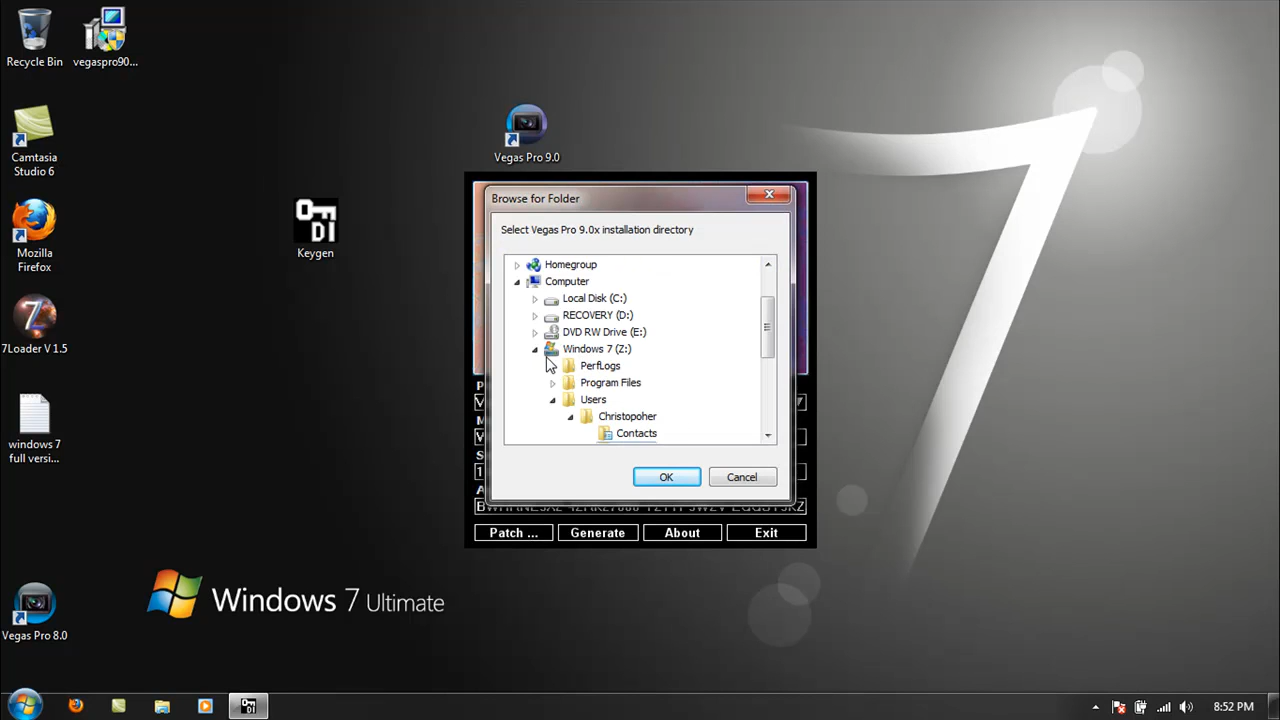 Recycle Bin
vegaspro90...
Camtasia
Studio 6
Mozilla
Firefox
7Loader V 1.5
windows 7
full versi...
Vegas Pro 8.0
Keygen
Vegas Pro 9.0
Browse for Folder
Select Vegas Pro 9.0x installation directory
Homegroup
Computer
Local Disk (C:)
RECOVERY (D:)
DVD RW Drive (E:)
Windows 7 (Z:)
PerfLogs
Program Files
Users
Christopoher
Contacts
OK
Cancel
Patch ...
Generate
About
Exit
Windows 7 Ultimate
8:52 PM